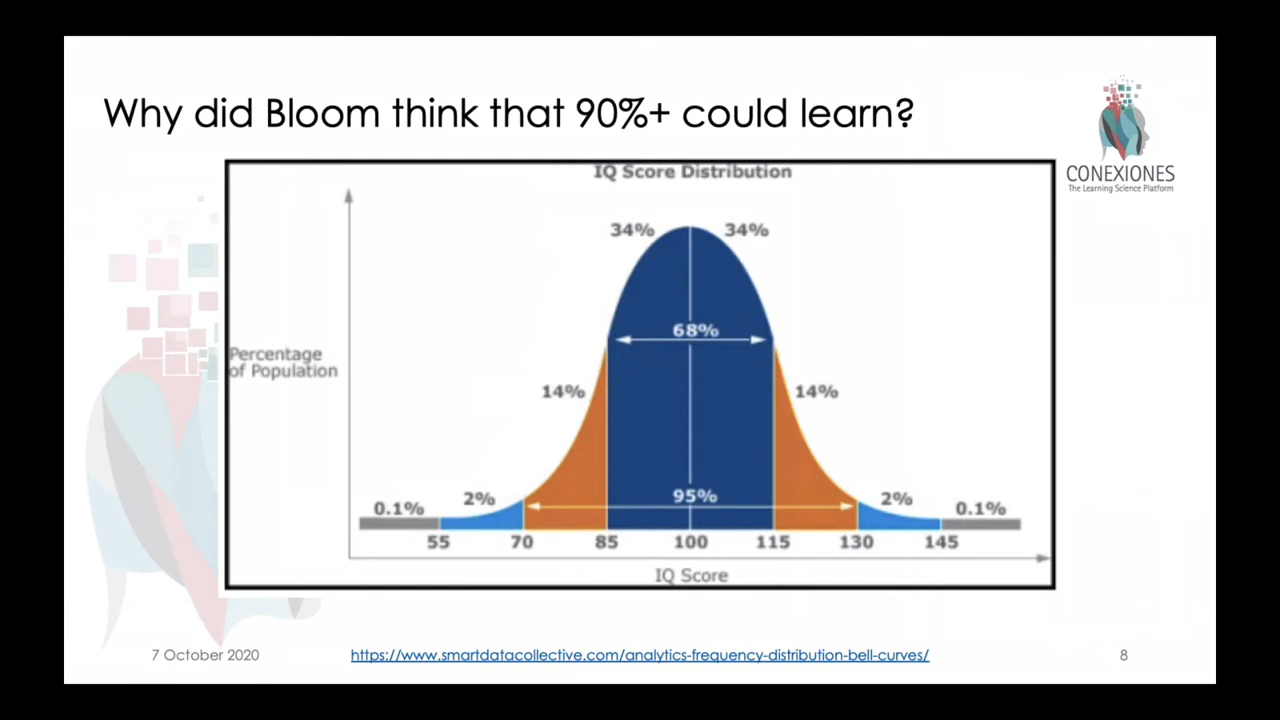 Why did Bloom think that 90%+ could learn?
CONEXIONES
The Learning Science Platform
IQ Score Distribution
34% 34%
68%
Percentage
of Population
14% 14%
95%
0.1% 2% 2% 0.1%
55 70 85 100 115 130 145
IQ Score
7 October 2020 https://www.smartdatacollective.com/analytics-frequency-distribution-bell-curves/ 8